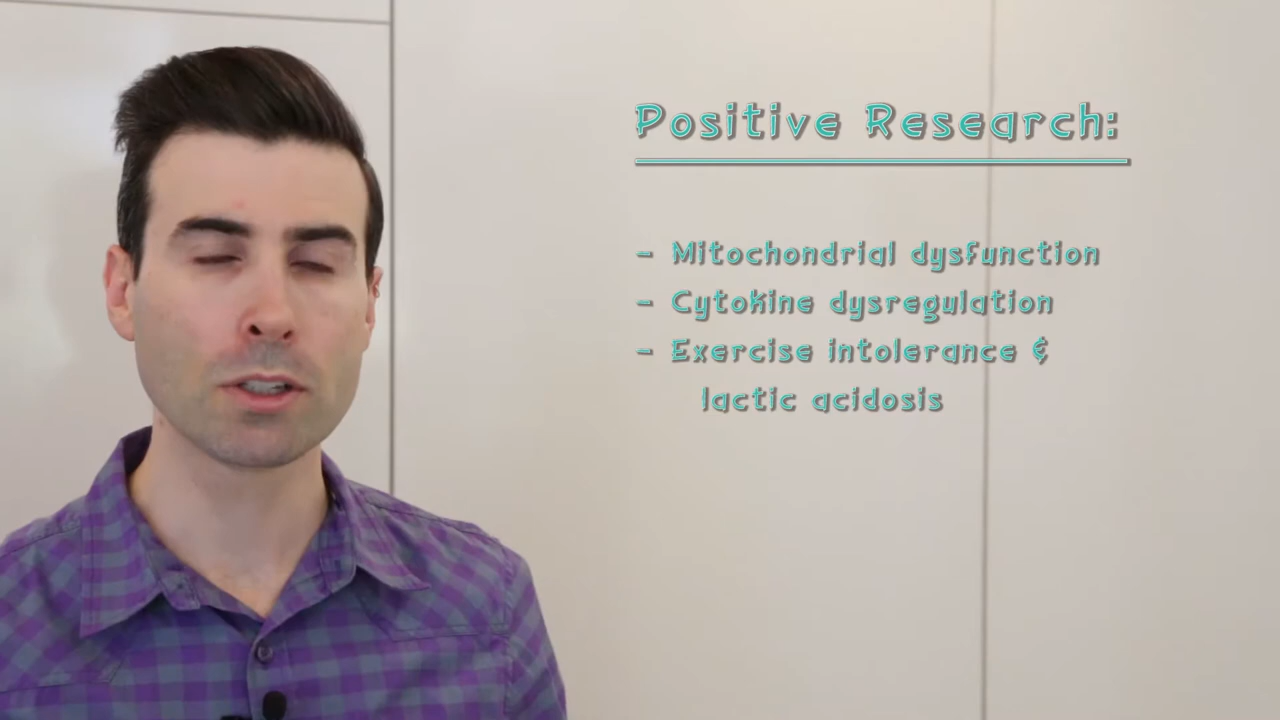 Positive Research:
- Mitochondrial dysfunction
- Cytokine dysregulation
- Exercise intolerance &
lactic acidosis